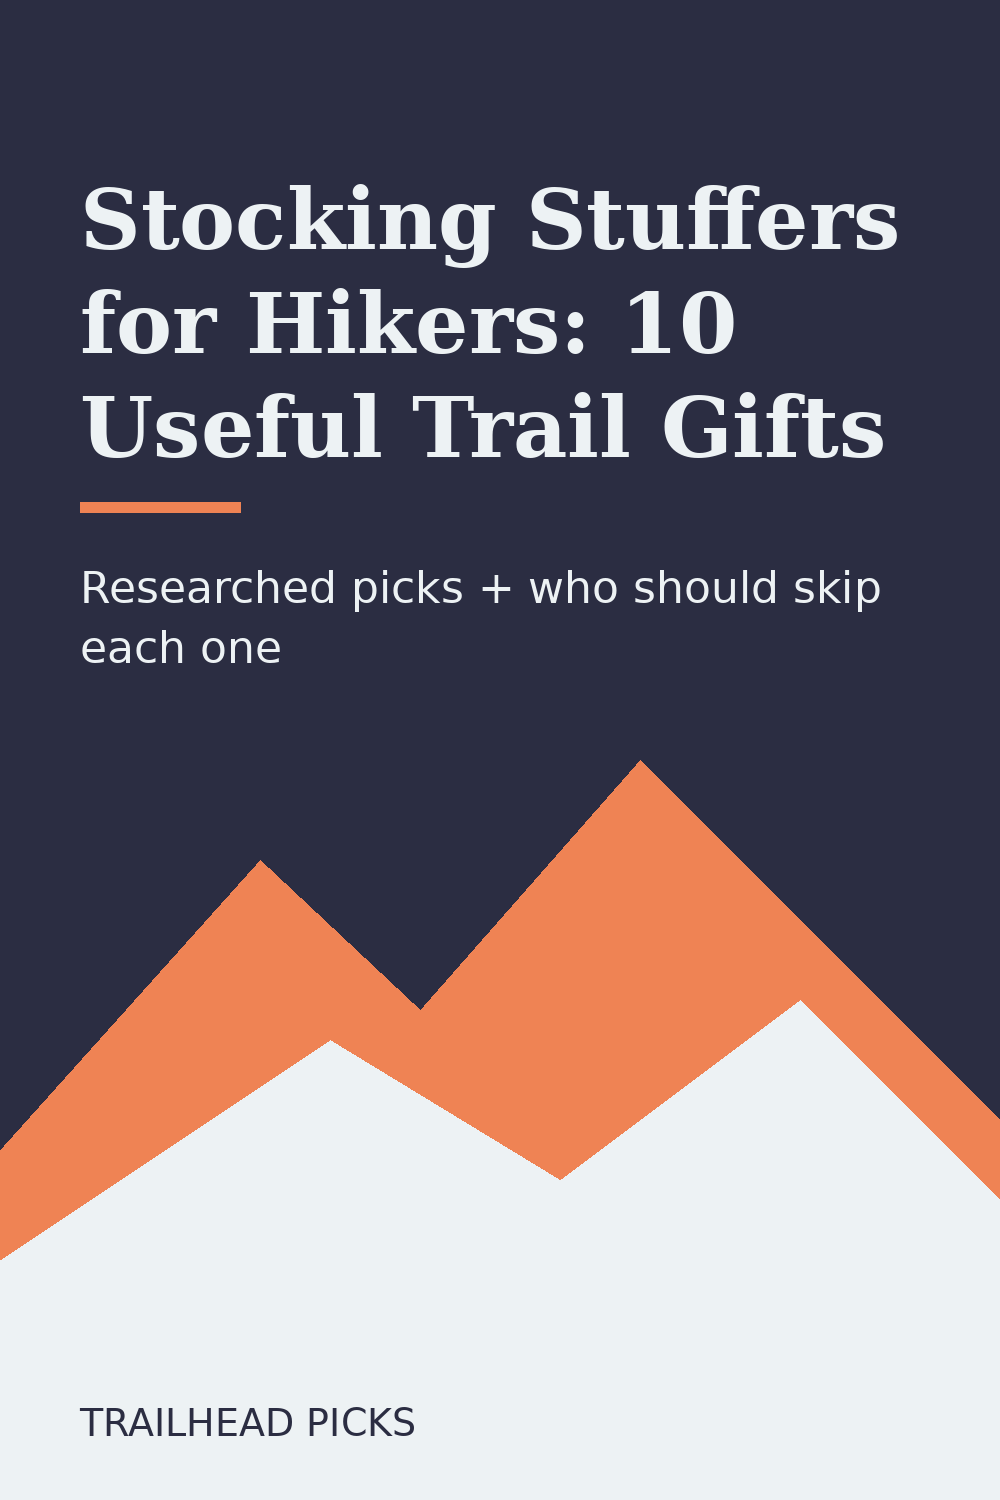 Stocking Stuffers
for Hikers: 10
Useful Trail Gifts
Researched picks + who should skip
each one
TRAILHEAD PICKS